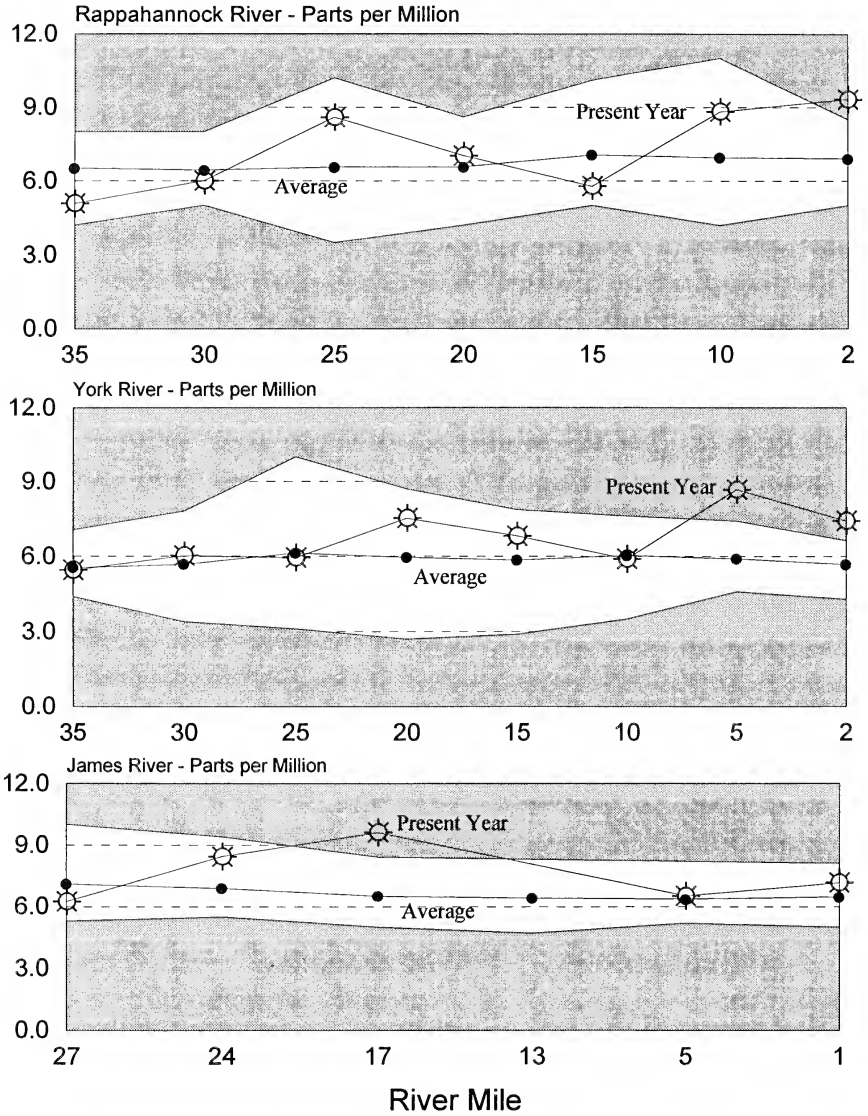 Rappahannock River - Parts per Million
12.0
9.0
Present Year
6.0
Average
3.0
0.0
35 30 25 20 15 10 2
York River - Parts per Million
12.0
9.0
Present Year
6.0
Average
3.0
0.0
35 30 25 20 15 10 5 2
James River - Parts per Million
12.0
Present Year
9.0
6.0
Average
3.0
0.0
27 24 17 13 5 1
River Mile